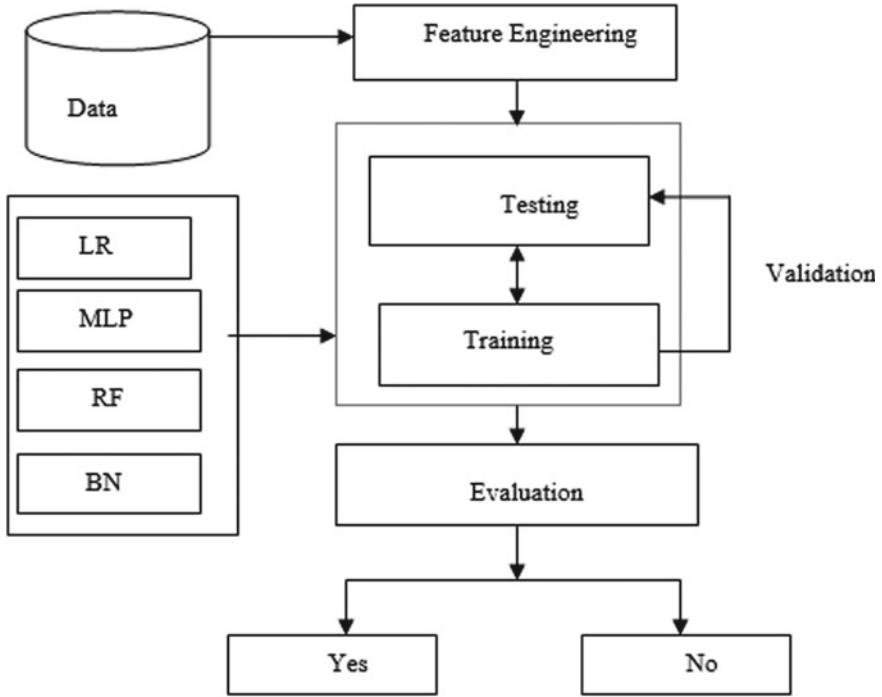 Feature Engineering
Data
Testing
LR
Validation
MLP
Training
RF
BN
Evaluation
Yes
No